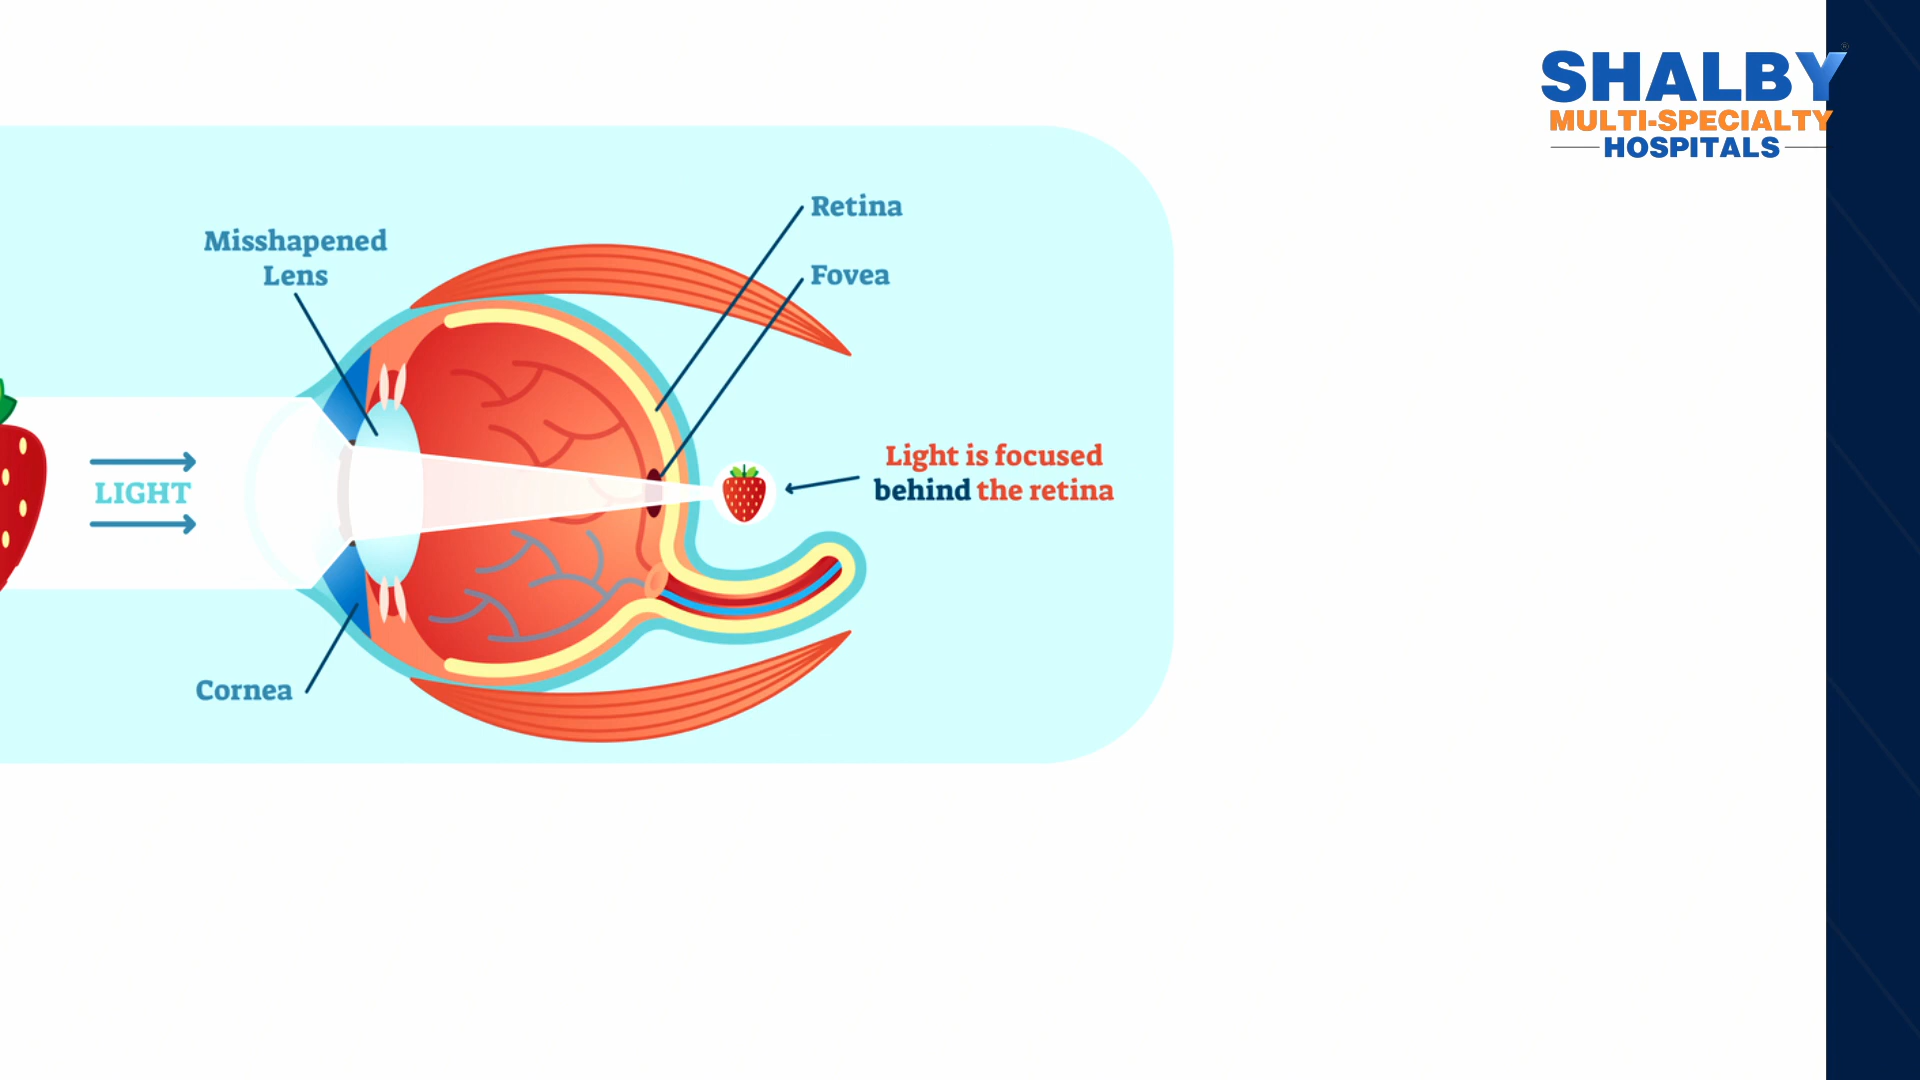 SHALBY
MULTI-SPECIALTY
HOSPITALS
Retina
Misshapened
Lens
Fovea
Light is focused
behind the retina
LIGHT
Cornea